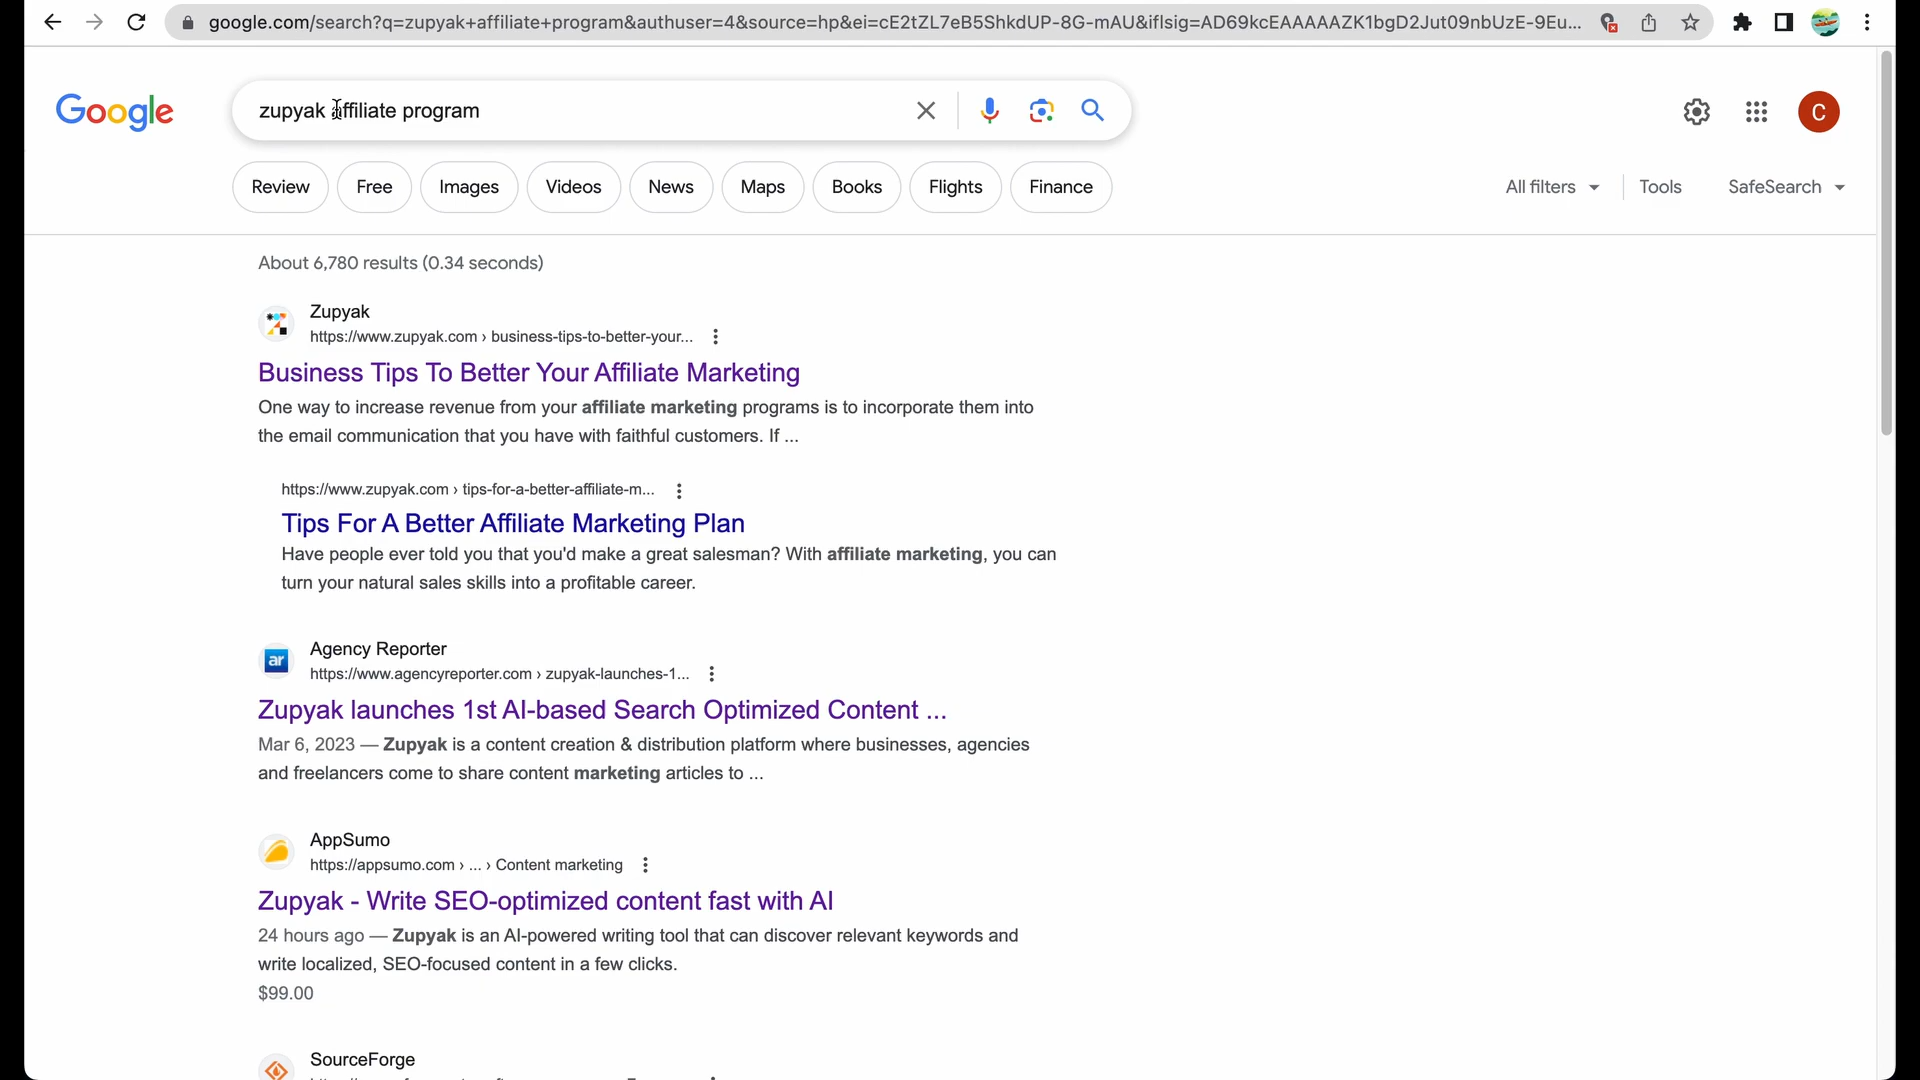 google.com/search?q=zupyak+affiliate+program&authuser=4&source=hp&ei=cE2tZL7eB5ShkdUP-8G-mAU&iflsig=AD69kcEAAAAAZK1bgD2Jut09nbUzE-9Eu...
Google
zupyak affiliate program
C
Review Free Images Videos News Maps Books Flights Finance
All filters Tools SafeSearch
About 6,780 results (0.34 seconds)
Zupyak
https://www.zupyak.com › business-tips-to-better-your...
Business Tips To Better Your Affiliate Marketing
One way to increase revenue from your affiliate marketing programs is to incorporate them into
the email communication that you have with faithful customers. If ...
https://www.zupyak.com › tips-for-a-better-affiliate-m...
Tips For A Better Affiliate Marketing Plan
Have people ever told you that you'd make a great salesman? With affiliate marketing, you can
turn your natural sales skills into a profitable career.
ar
Agency Reporter
https://www.agencyreporter.com › zupyak-launches-1...
Zupyak launches 1st AI-based Search Optimized Content ...
Mar 6, 2023 — Zupyak is a content creation & distribution platform where businesses, agencies
and freelancers come to share content marketing articles to ...
AppSumo
https://appsumo.com › ... › Content marketing
Zupyak - Write SEO-optimized content fast with AI
24 hours ago — Zupyak is an AI-powered writing tool that can discover relevant keywords and
write localized, SEO-focused content in a few clicks.
$99.00
SourceForge